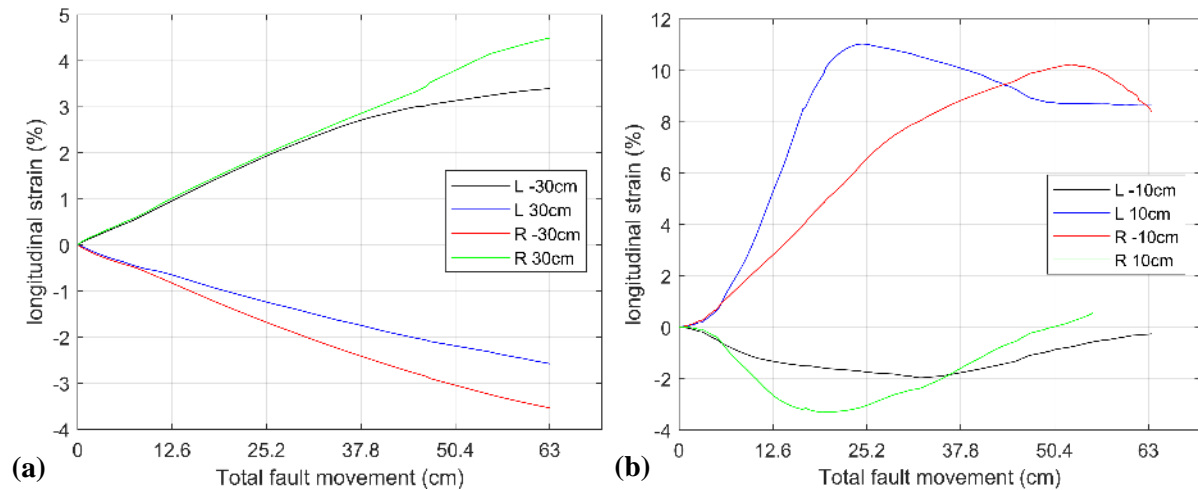 5
4
3
2
1
0
-1
-2
-3
-4
longitudinal strain (%)
0 12.6 25.2 37.8 50.4 63
Total fault movement (cm)
L -30cm
L 30cm
R -30cm
R 30cm
(a)
12
10
8
6
4
2
0
-2
-4
longitudinal strain (%)
0 12.6 25.2 37.8 50.4 63
Total fault movement (cm)
L -10cm
L 10cm
R -10cm
R 10cm
(b)